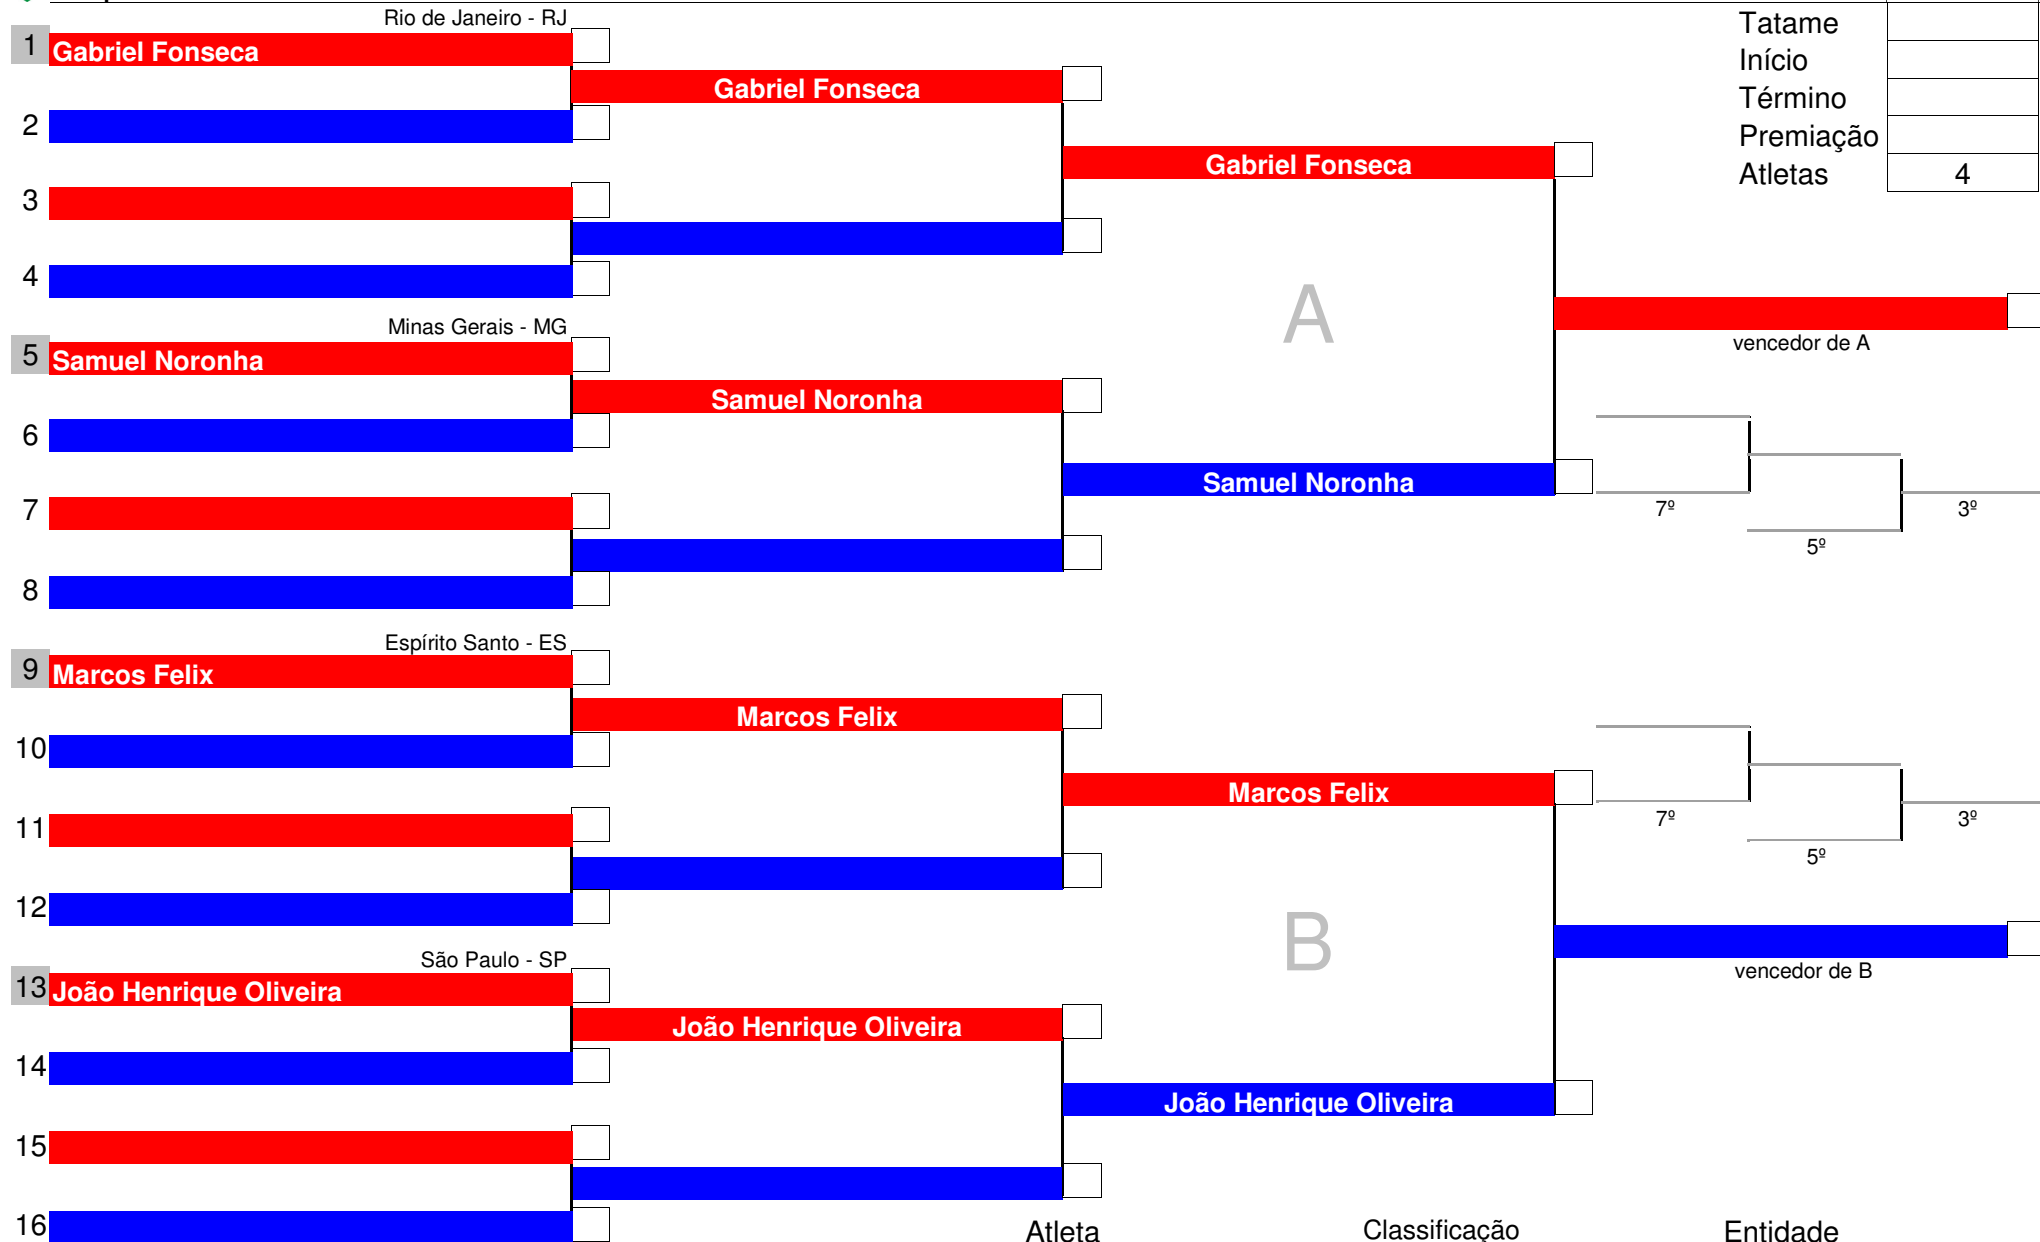 Rio de Janeiro - RJ
Tatame
1 Gabriel Fonseca
Início
Gabriel Fonseca
Término
2
Premiação
Gabriel Fonseca
Atletas 4
3
4
A
Minas Gerais - MG
vencedor de A
5 Samuel Noronha
Samuel Noronha
6
Samuel Noronha
7
7º 3º
5º
8
Espírito Santo - ES
9 Marcos Felix
Marcos Felix
10
Marcos Felix
11
7º 3º
5º
12
B
São Paulo - SP
vencedor de B
13 João Henrique Oliveira
João Henrique Oliveira
14
João Henrique Oliveira
15
16
Atleta Classificação Entidade